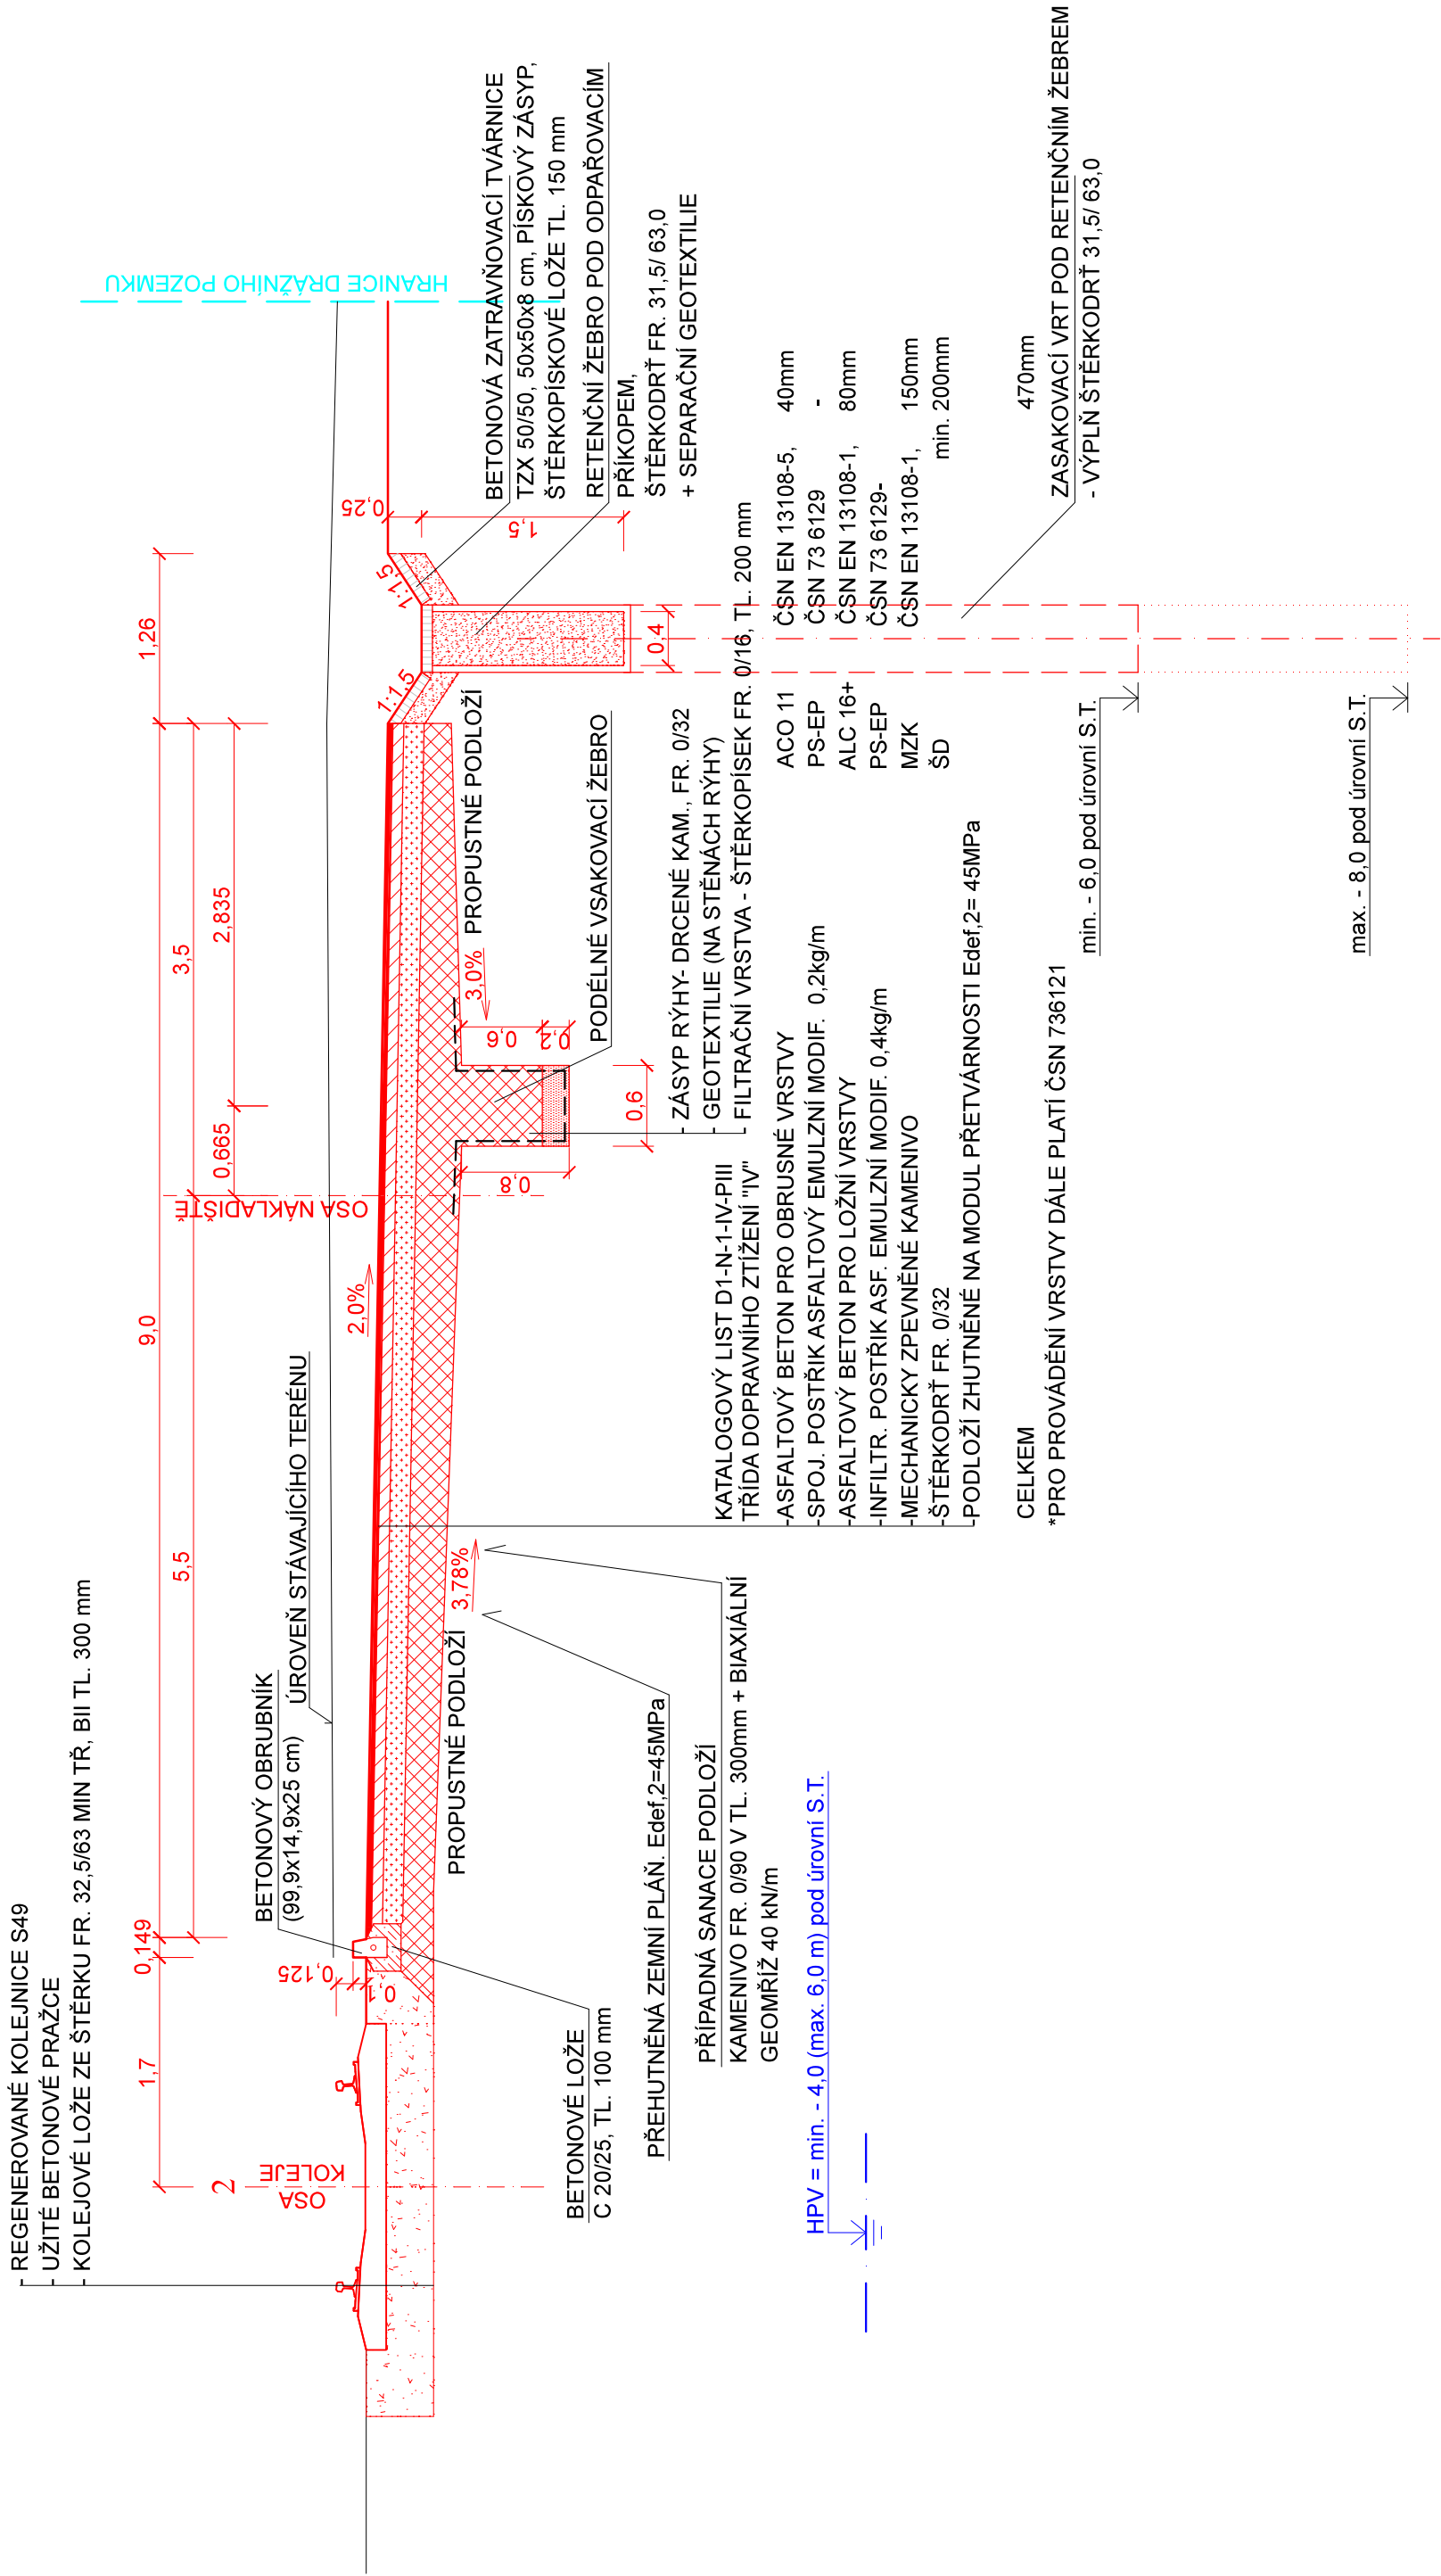 - REGENEROVANÉ KOLEJNICE S49
- UŽITÉ BETONOVÉ PRAŽCE
- KOLEJOVÉ LOŽE ZE ŠTĚRKU FR. 32,5/63 MIN TŘ, BII TL. 300 mm
1,7
0,149
9,0
1,26
5,5
3,5
0,665
2,835
2
OSA
KOLEJE
0,125
0,1
BETONOVÝ OBRUBNÍK
(99,9x14,9x25 cm)
ÚROVEŇ STÁVAJÍCÍHO TERÉNU
2,0%
OSA NÁKLADIŠTĚ
1:1,5
1:1,5
0,25
1,5
0,4
HRANICE DRÁŽNÍHO POZEMKU
BETONOVÁ ZATRAVŇOVACÍ TVÁRNICE
TZX 50/50, 50x50x8 cm, PÍSKOVÝ ZÁSYP,
ŠTĚRKOPÍSKOVÉ LOŽE TL. 150 mm
RETENČNÍ ŽEBRO POD ODPAŘOVACÍM
PŘÍKOPEM,
ŠTĚRKODRŤ FR. 31,5/ 63,0
+ SEPARAČNÍ GEOTEXTILIE
PROPUSTNÉ PODLOŽÍ
3,78%
PROPUSTNÉ PODLOŽÍ
3,0%
0,6
0,2
0,8
0,6
PODÉLNÉ VSAKOVACÍ ŽEBRO
- ZÁSYP RÝHY- DRCENÉ KAM., FR. 0/32
- GEOTEXTILIE (NA STĚNÁCH RÝHY)
- FILTRAČNÍ VRSTVA - ŠTĚRKOPÍSEK FR. 0/16, TL. 200 mm
BETONOVÉ LOŽE
C 20/25, TL. 100 mm
PŘEHUTNĚNÁ ZEMNÍ PLÁŇ. Edef,2=45MPa
PŘÍPADNÁ SANACE PODLOŽÍ
KAMENIVO FR. 0/90 V TL. 300mm + BIAXIÁLNÍ
GEOMŘÍŽ 40 kN/m
HPV = min. - 4,0 (max. 6,0 m) pod úrovní S.T.
KATALOGOVÝ LIST D1-N-1-IV-PIII
TŘÍDA DOPRAVNÍHO ZTÍŽENÍ "IV"
-ASFALTOVÝ BETON PRO OBRUSNÉ VRSTVY ACO 11 ČSN EN 13108-5, 40mm
-SPOJ. POSTŘIK ASFALTOVÝ EMULZNÍ MODIF. 0,2kg/m PS-EP ČSN 73 6129 -
-ASFALTOVÝ BETON PRO LOŽNÍ VRSTVY ALC 16+ ČSN EN 13108-1, 80mm
-INFILTR. POSTŘIK ASF. EMULZNÍ MODIF. 0,4kg/m PS-EP ČSN 73 6129-
-MECHANICKY ZPEVNĚNÉ KAMENIVO MZK ČSN EN 13108-1, 150mm
-ŠTĚRKODRŤ FR. 0/32 ŠD min. 200mm
-PODLOŽÍ ZHUTNĚNÉ NA MODUL PŘETVÁRNOSTI Edef,2= 45MPa
CELKEM 470mm
*PRO PROVÁDĚNÍ VRSTVY DÁLE PLATÍ ČSN 736121
ZASAKOVACÍ VRT POD RETENČNÍM ŽEBREM
- VÝPLŇ ŠTĚRKODRŤ 31,5/ 63,0
min. - 6,0 pod úrovní S.T.
max. - 8,0 pod úrovní S.T.